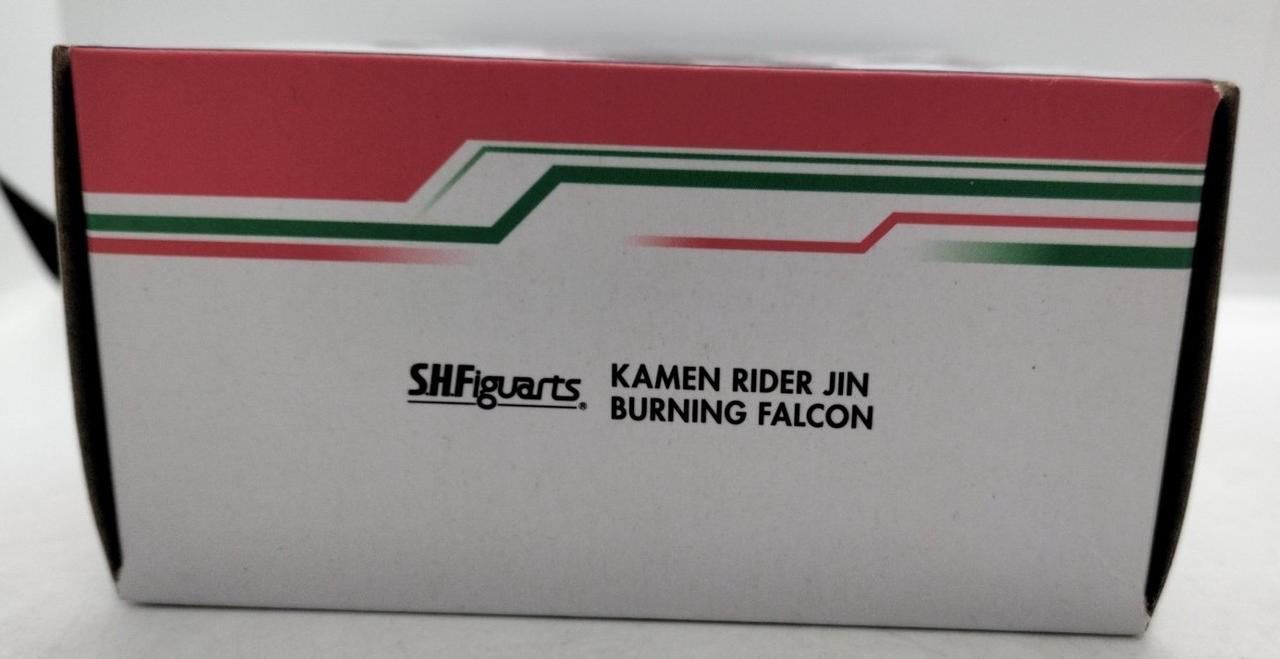 S.H.Figuarts®
KAMEN RIDER JIN
BURNING FALCON